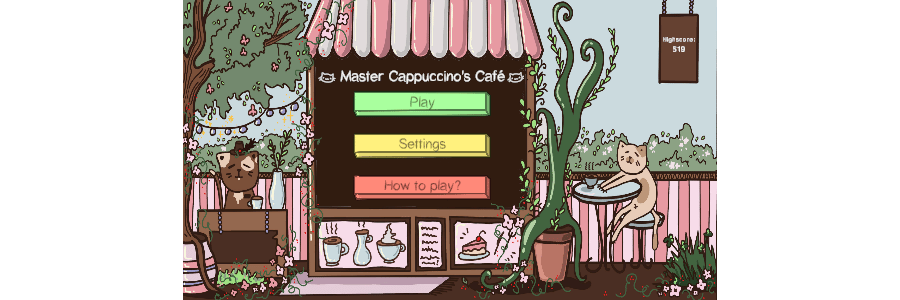 Master Cappuccino's Café
Play
Settings
How to play?
Highscore:
519